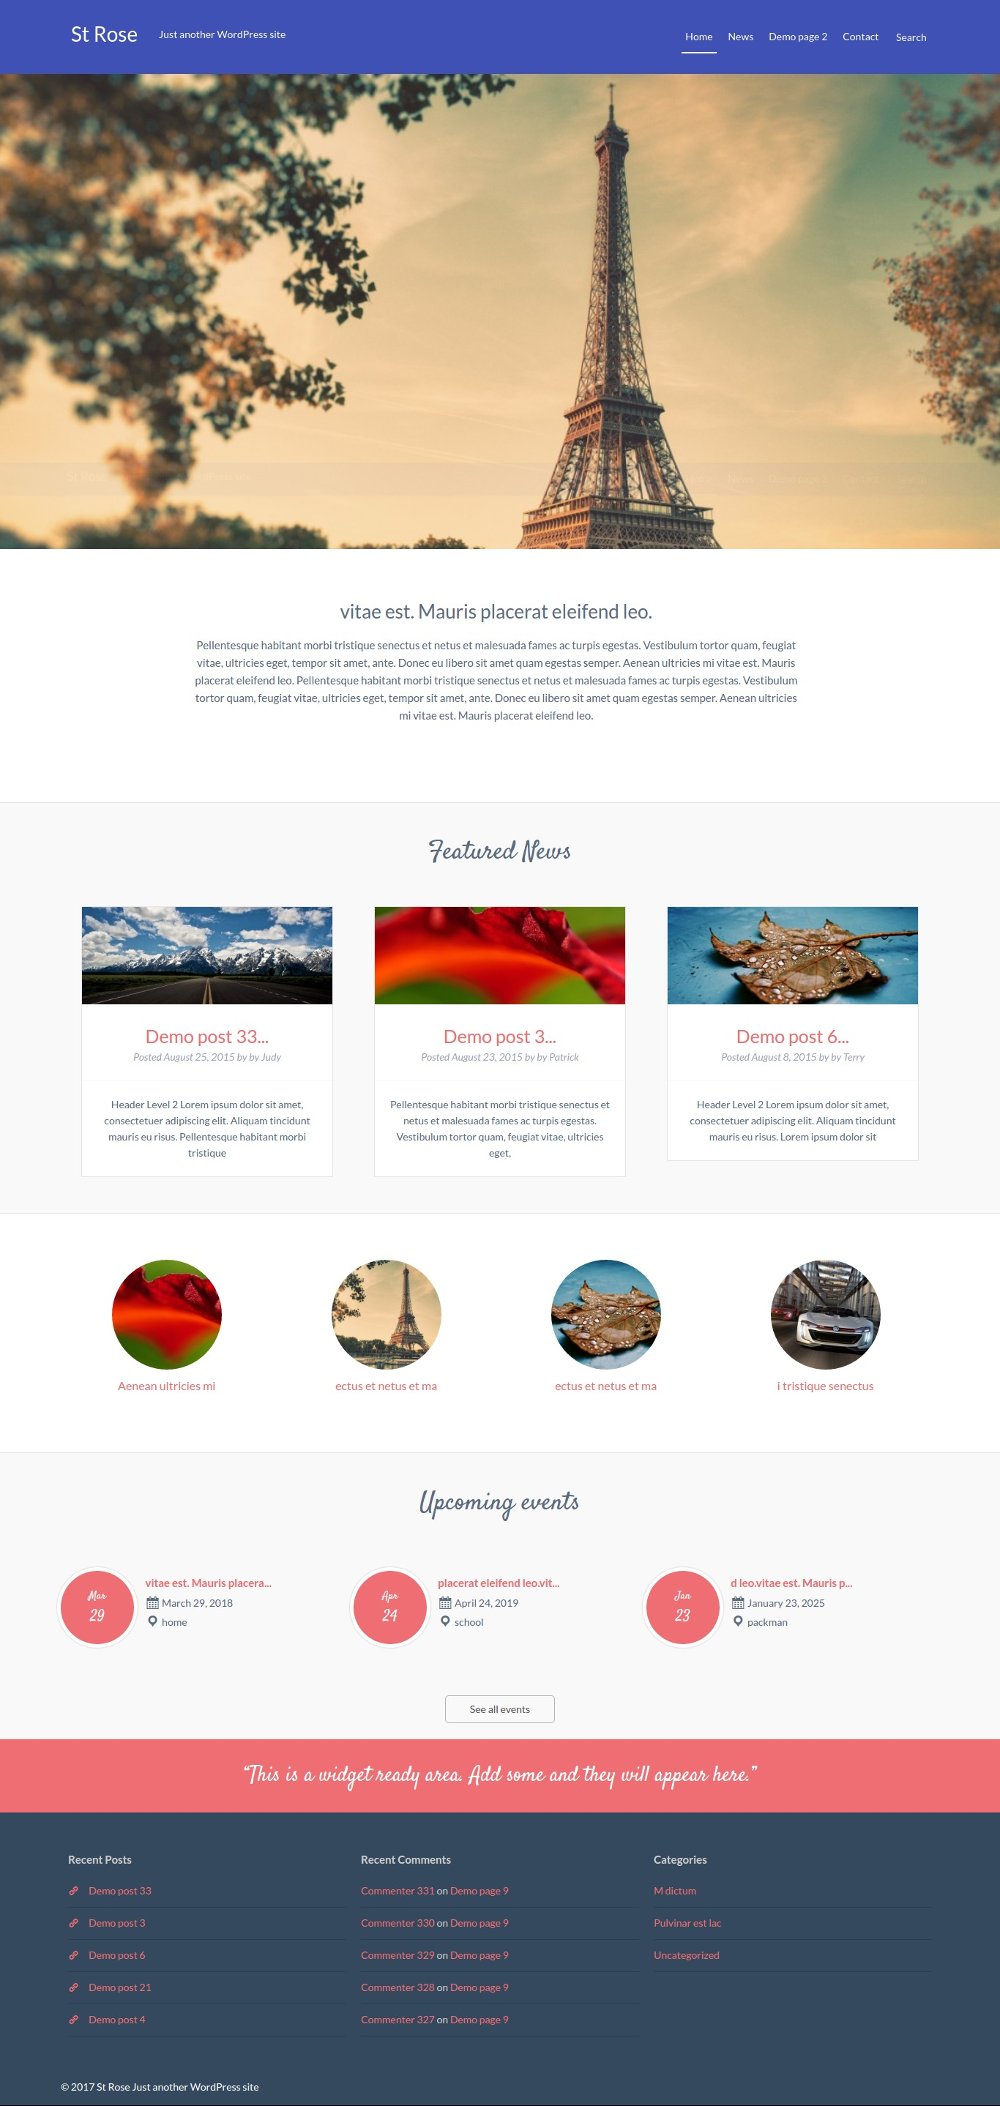 St Rose
Just another WordPress site
Home
News
Demo page 2
Contact
Search
St Rose
News
Demo page 2
vitae est. Mauris placerat eleifend leo.
Pellentesque habitant morbi tristique senectus et netus et malesuada fames ac turpis egestas. Vestibulum tortor quam, feugiat
vitae, ultricies eget, tempor sit amet, ante. Donec eu libero sit amet quam egestas semper. Aenean ultricies mi vitae est. Mauris
placerat eleifend leo. Pellentesque habitant morbi tristique senectus et netus et malesuada fames ac turpis egestas. Vestibulum
tortor quam, feugiat vitae, ultricies eget, tempor sit amet, ante. Donec eu libero sit amet quam egestas semper. Aenean ultricies
mi vitae est. Mauris placerat eleifend leo.
Featured News
Demo post 33...
Posted August 25, 2015 by by Judy
Header Level 2 Lorem ipsum dolor sit amet,
consectetuer adipiscing elit. Aliquam tincidunt
mauris eu risus. Pellentesque habitant morbi
tristique
Demo post 3...
Posted August 23, 2015 by by Patrick
Pellentesque habitant morbi tristique senectus et
netus et malesuada fames ac turpis egestas.
Vestibulum tortor quam, feugiat vitae, ultricies
eget,
Demo post 6...
Posted August 8, 2015 by by Terry
Header Level 2 Lorem ipsum dolor sit amet,
consectetuer adipiscing elit. Aliquam tincidunt
mauris eu risus. Lorem ipsum dolor sit
Aenean ultricies mi
ectus et netus et ma
ectus et netus et ma
i tristique senectus
Upcoming events
Mar
29
vitae est. Mauris placera...
March 29, 2018
home
Apr
24
placerat eleifend leo.vit...
April 24, 2019
school
Jan
23
d leo.vitae est. Mauris p...
January 23, 2025
packman
See all events
“This is a widget ready area. Add some and they will appear here.”
Recent Posts
Demo post 33
Demo post 3
Demo post 6
Demo post 21
Demo post 4
Recent Comments
Commenter 331 on Demo page 9
Commenter 330 on Demo page 9
Commenter 329 on Demo page 9
Commenter 328 on Demo page 9
Commenter 327 on Demo page 9
Categories
M dictum
Pulvinar est lac
Uncategorized
© 2017 St Rose Just another WordPress site